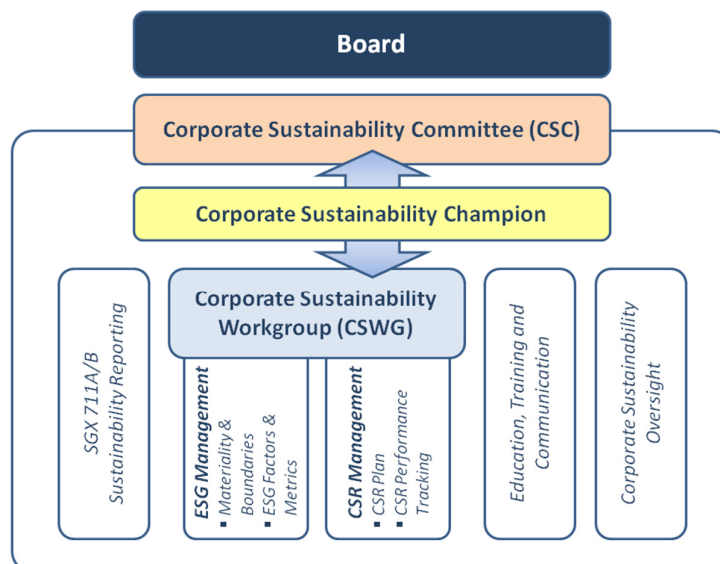 Board
Corporate Sustainability Committee (CSC)
Corporate Sustainability Champion
Corporate Sustainability
Workgroup (CSWG)
SGX 711A/B
Sustainability Reporting
ESG Management
▪ Materiality &
Boundaries
▪ ESG Factors &
Metrics
CSR Management
▪ CSR Plan
▪ CSR Performance
Tracking
Education, Training and
Communication
Corporate Sustainability
Oversight